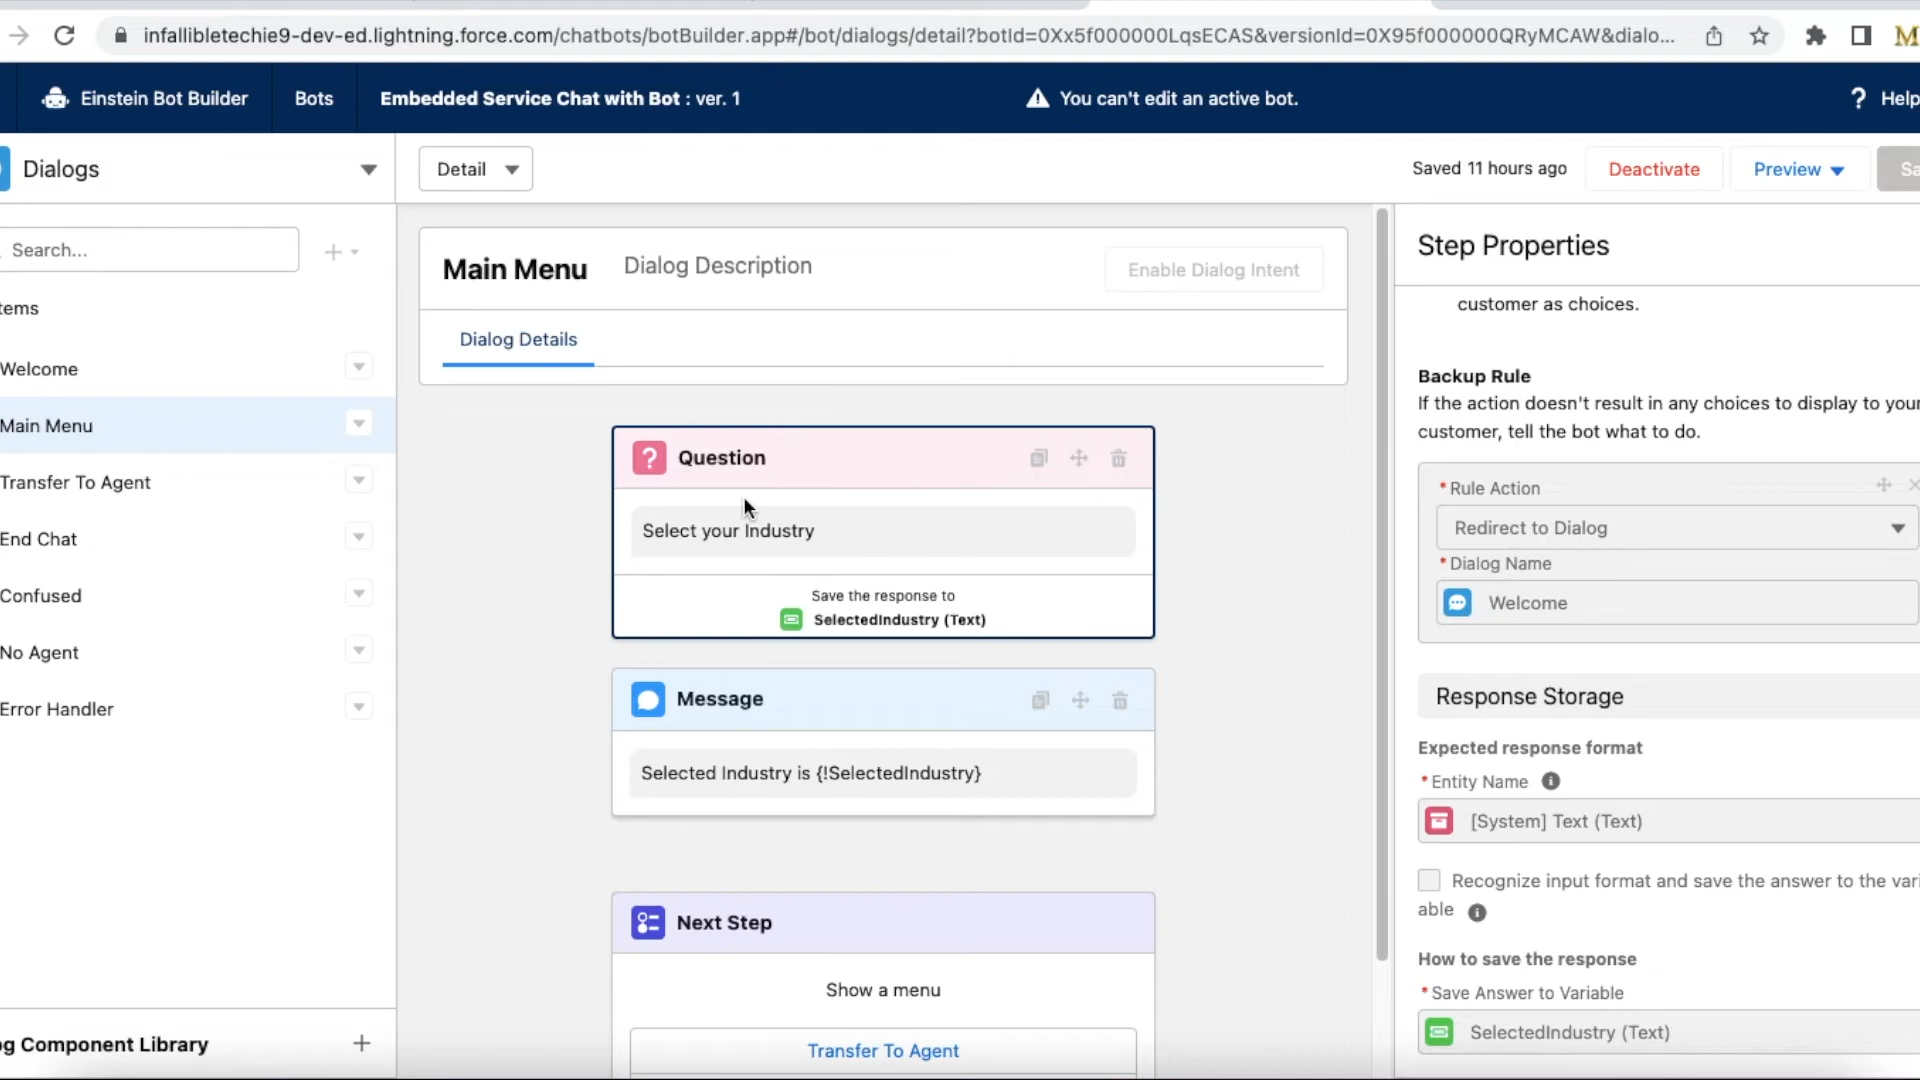 infallibletechie9-dev-ed.lightning.force.com/chatbots/botBuilder.app#/bot/dialogs/detail?botId=0Xx5f000000LqsECAS&versionId=0X95f000000QRyMCAW&dialo...
M
Einstein Bot Builder
Bots
Embedded Service Chat with Bot : ver. 1
You can't edit an active bot.
? Help
Dialogs
Detail
Saved 11 hours ago
Deactivate
Preview
Sa
Search...
tems
Welcome
Main Menu
Transfer To Agent
End Chat
Confused
No Agent
Error Handler
og Component Library
Main Menu
Dialog Description
Enable Dialog Intent
Dialog Details
? Question
Select your Industry
Save the response to
SelectedIndustry (Text)
Message
Selected Industry is {!SelectedIndustry}
Next Step
Show a menu
Transfer To Agent
Step Properties
customer as choices.
Backup Rule
If the action doesn't result in any choices to display to your
customer, tell the bot what to do.
* Rule Action
Redirect to Dialog
* Dialog Name
Welcome
Response Storage
Expected response format
* Entity Name
[System] Text (Text)
Recognize input format and save the answer to the vari
able
How to save the response
* Save Answer to Variable
SelectedIndustry (Text)